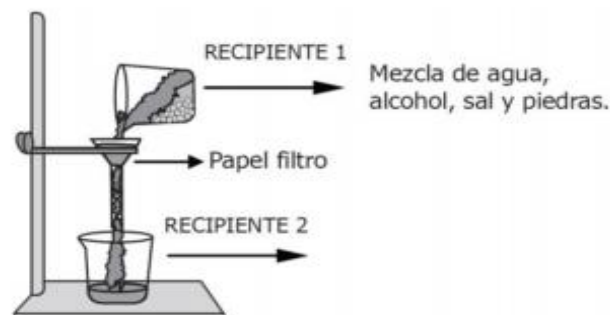 RECIPIENTE 1
Mezcla de agua,
alcohol, sal y piedras.
Papel filtro
RECIPIENTE 2